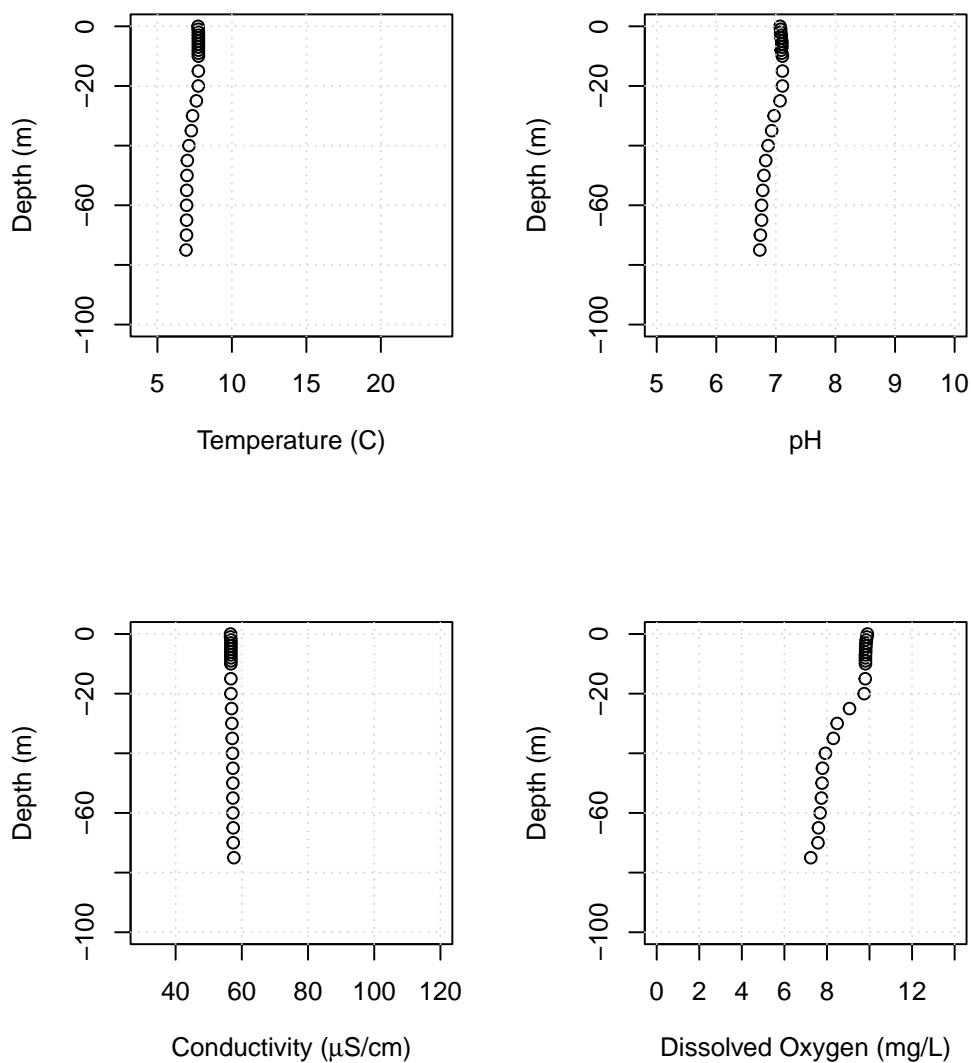 0
−20
−60
−100
Depth (m)
5 10 15 20
Temperature (C)
0
−20
−60
−100
Depth (m)
5 6 7 8 9 10
pH
0
−20
−60
−100
Depth (m)
40 60 80 100 120
Conductivity (μS/cm)
0
−20
−60
−100
Depth (m)
0 2 4 6 8 10 12
Dissolved Oxygen (mg/L)